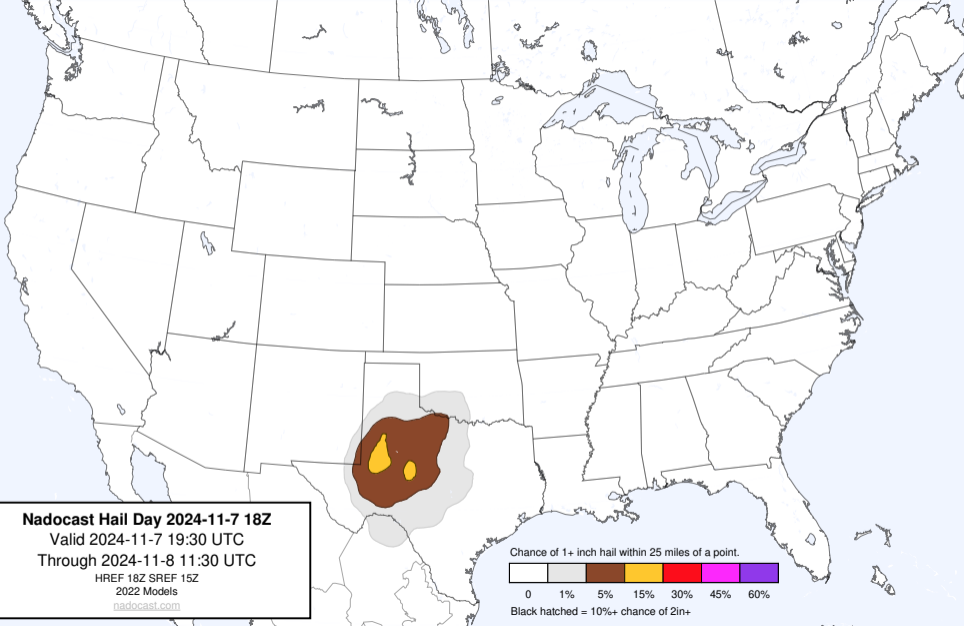 Nadocast Hail Day 2024-11-7 18Z
Valid 2024-11-7 19:30 UTC
Through 2024-11-8 11:30 UTC
HREF 18Z SREF 15Z
2022 Models
nadocast.com
Chance of 1+ inch hail within 25 miles of a point.
0 1% 5% 15% 30% 45% 60%
Black hatched = 10%+ chance of 2in+